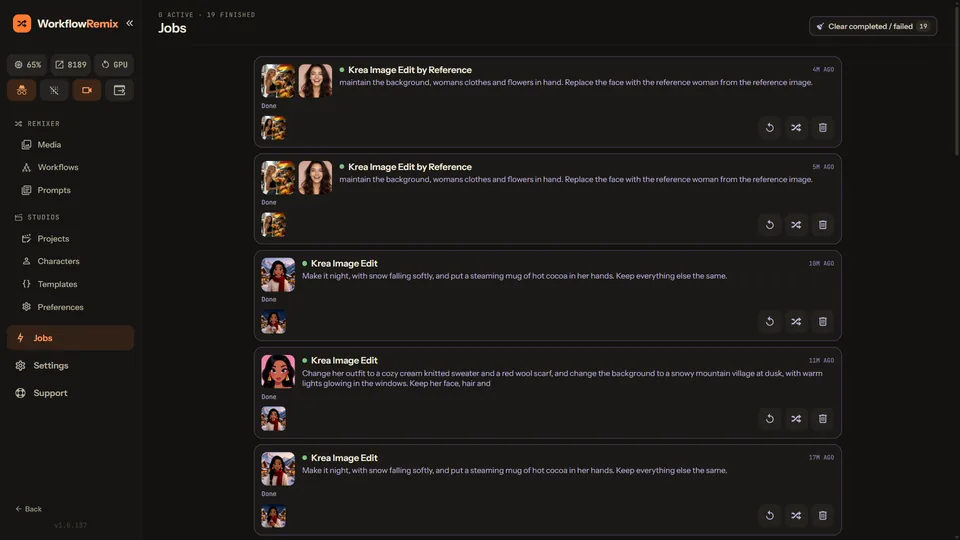 WorkflowRemix
65%
8189
GPU
REMIXER
Media
Workflows
Prompts
STUDIOS
Projects
Characters
Templates
Preferences
Jobs
Settings
Support
Back
v1.0.187
0 ACTIVE · 19 FINISHED
Jobs
Clear completed / failed 19
Krea Image Edit by Reference
4M AGO
maintain the background, womans clothes and flowers in hand. Replace the face with the reference woman from the reference image.
Done
Krea Image Edit by Reference
5M AGO
maintain the background, womans clothes and flowers in hand. Replace the face with the reference woman from the reference image.
Done
Krea Image Edit
10M AGO
Make it night, with snow falling softly, and put a steaming mug of hot cocoa in her hands. Keep everything else the same.
Done
Krea Image Edit
11M AGO
Change her outfit to a cozy cream knitted sweater and a red wool scarf, and change the background to a snowy mountain village at dusk, with warm
lights glowing in the windows. Keep her face, hair and
Done
Krea Image Edit
17M AGO
Make it night, with snow falling softly, and put a steaming mug of hot cocoa in her hands. Keep everything else the same.
Done